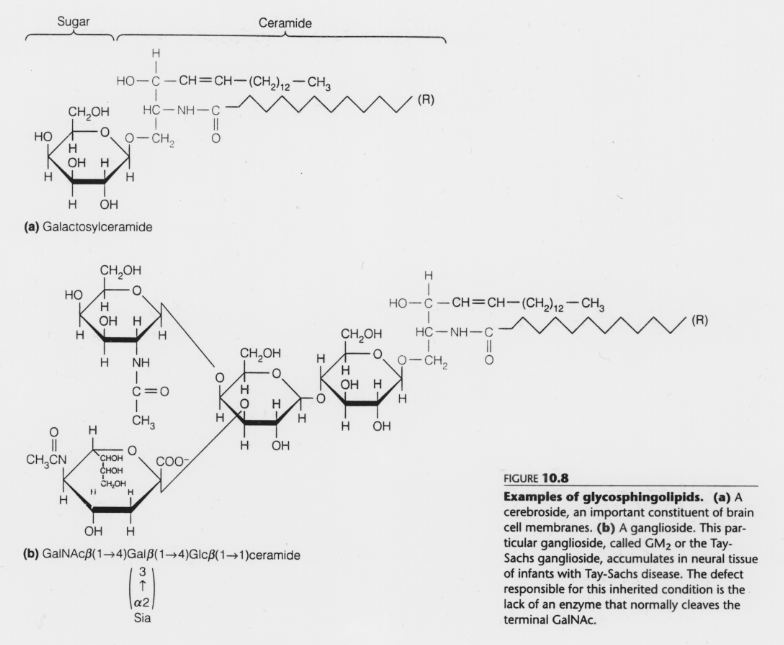 Sugar Ceramide
H
HO—C—CH=CH—(CH₂)₁₂—CH₃
HC—NH—C (R)
CH₂OH
HO O O—CH₂ O
H
OH H
H H
H OH
(a) Galactosylceramide
CH₂OH
HO O
H
OH H
H H
H NH
C=O
CH₃
H
HO—C—CH=CH—(CH₂)₁₂—CH₃
HC—NH—C (R)
O—CH₂ O
CH₂OH
H O
H
OH H
H
O
H OH
CH₂OH
O O
H
O H
H H
H OH
O H
CH₃CN O COO⁻
CHOH
CHOH
CH₂OH
H H H
OH H
(b) GalNAcβ(1→4)Galβ(1→4)Glcβ(1→1)ceramide
3
↑
α2
Sia
FIGURE 10.8
Examples of glycosphingolipids. (a) A
cerebroside, an important constituent of brain
cell membranes. (b) A ganglioside. This par-
ticular ganglioside, called GM₂ or the Tay-
Sachs ganglioside, accumulates in neural tissue
of infants with Tay-Sachs disease. The defect
responsible for this inherited condition is the
lack of an enzyme that normally cleaves the
terminal GalNAc.